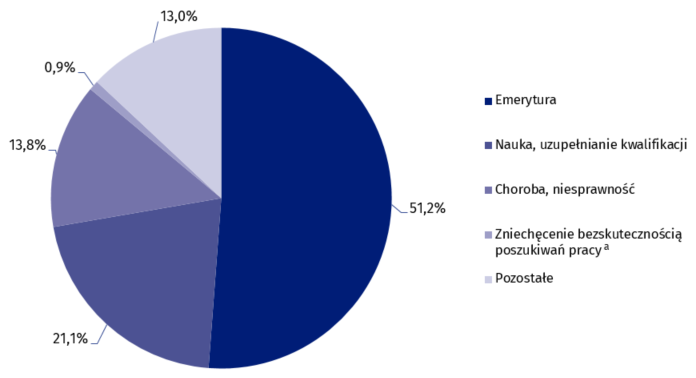 13,0%
0,9%
13,8%
51,2%
21,1%
Emerytura
Nauka, uzupełnianie kwalifikacji
Choroba, niesprawność
Zniechęcenie bezskutecznością
poszukiwań pracy a
Pozostałe